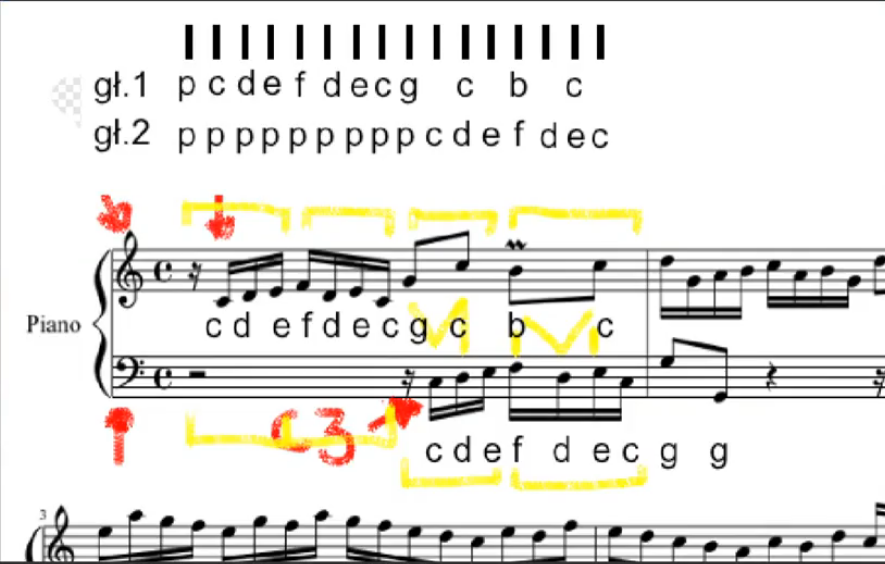 gł.1 p c d e f d e c g c b c
gł.2 p p p p p p p p p c d e f d e c
Piano
c d e f d e c g c b c
C3
c d e f d e c g g
3